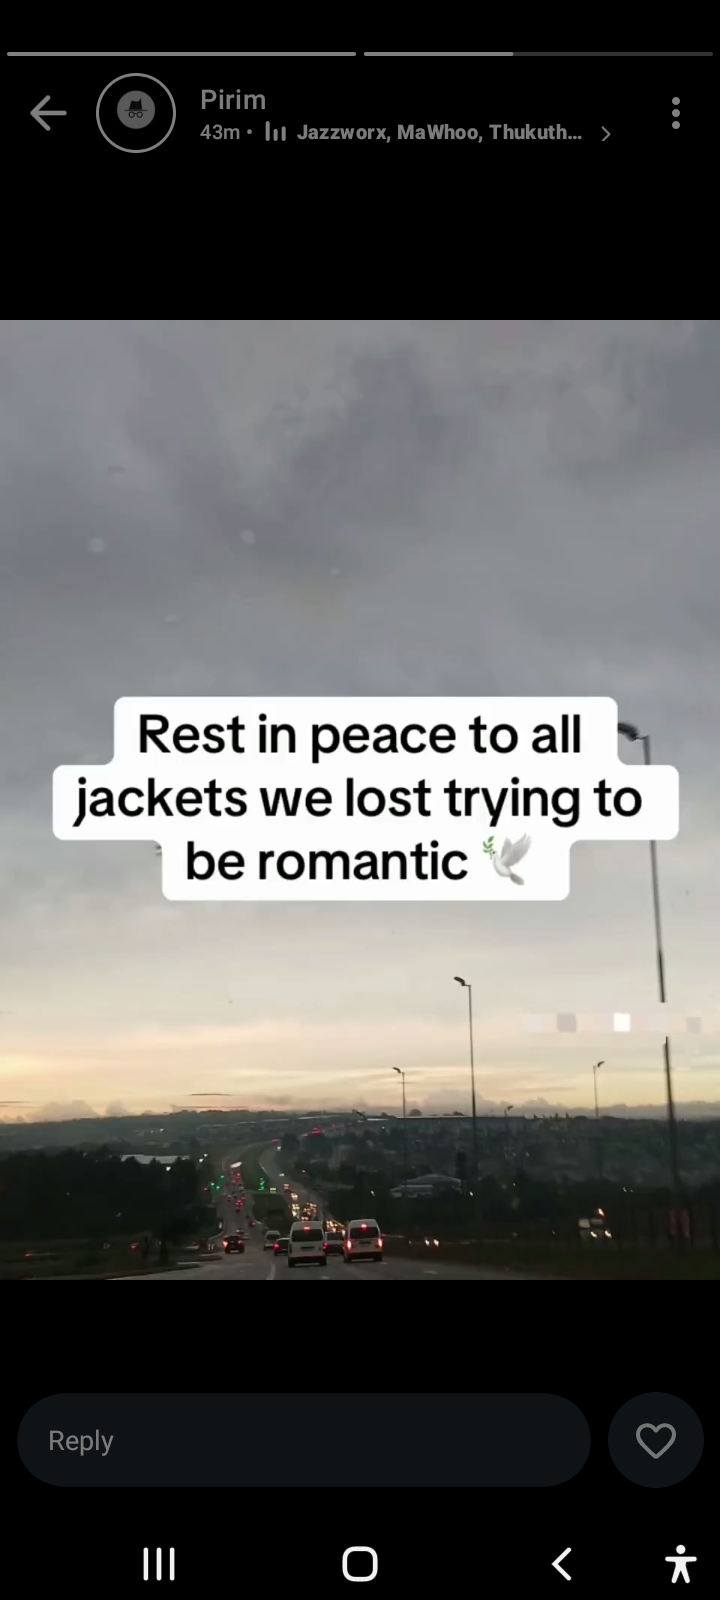 Pirim
43m • Jazzworx, MaWhoo, Thukuth...
Rest in peace to all
jackets we lost trying to
be romantic 🕊️
Reply